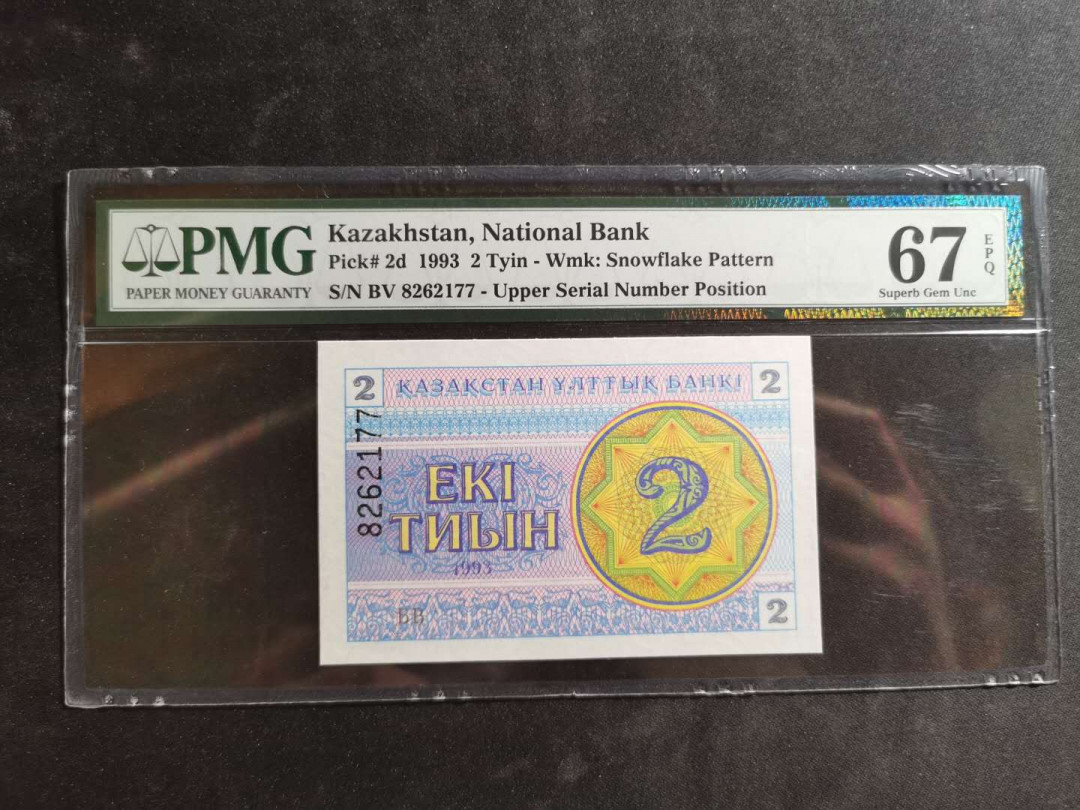 PMG
PAPER MONEY GUARANTY
Kazakhstan, National Bank
Pick# 2d 1993 2 Tyin - Wmk: Snowflake Pattern
S/N BV 8262177 - Upper Serial Number Position
67
EPQ
Superb Gem Unc
2 ҚАЗАҚСТАН ҰЛТТЫҚ БАНКІ 2
8262177
ЕКІ
ТИЫН
1993
2
БВ
2